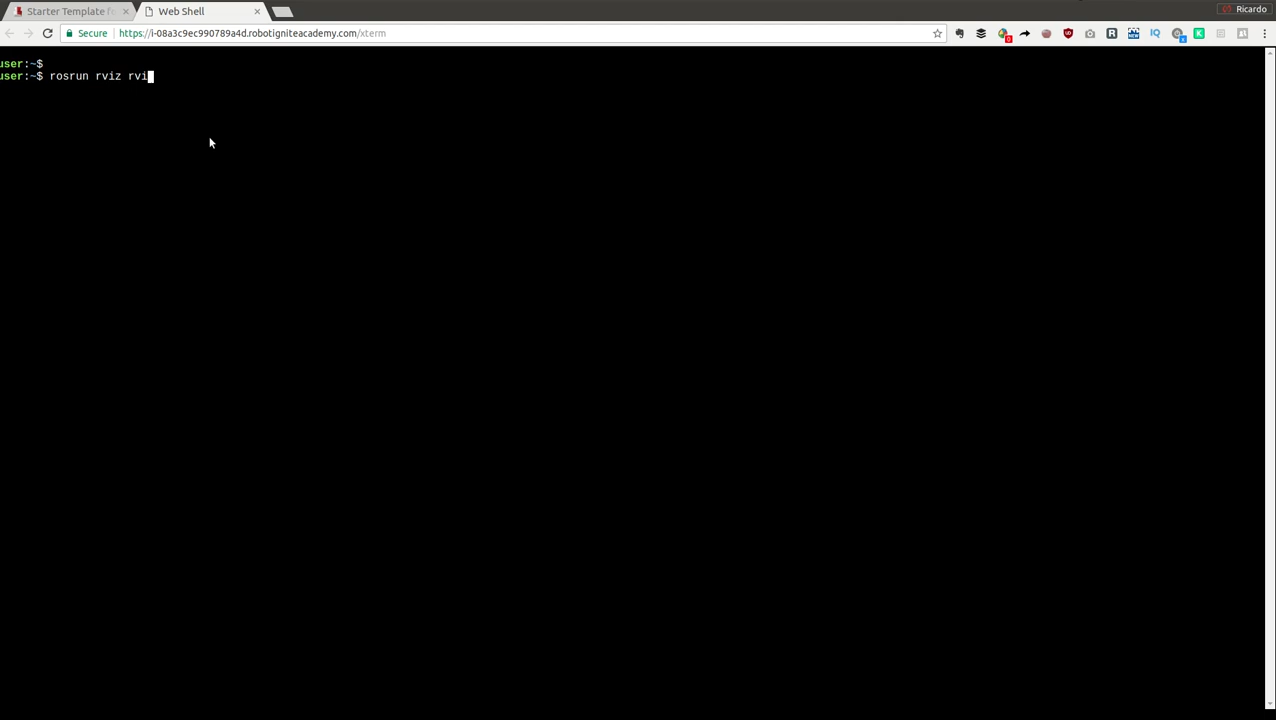 Starter Template f
Web Shell
Ricardo
Secure
https://i-08a3c9ec990789a4d.robotigniteacademy.com/xterm
user:~$
user:~$ rosrun rviz rvi